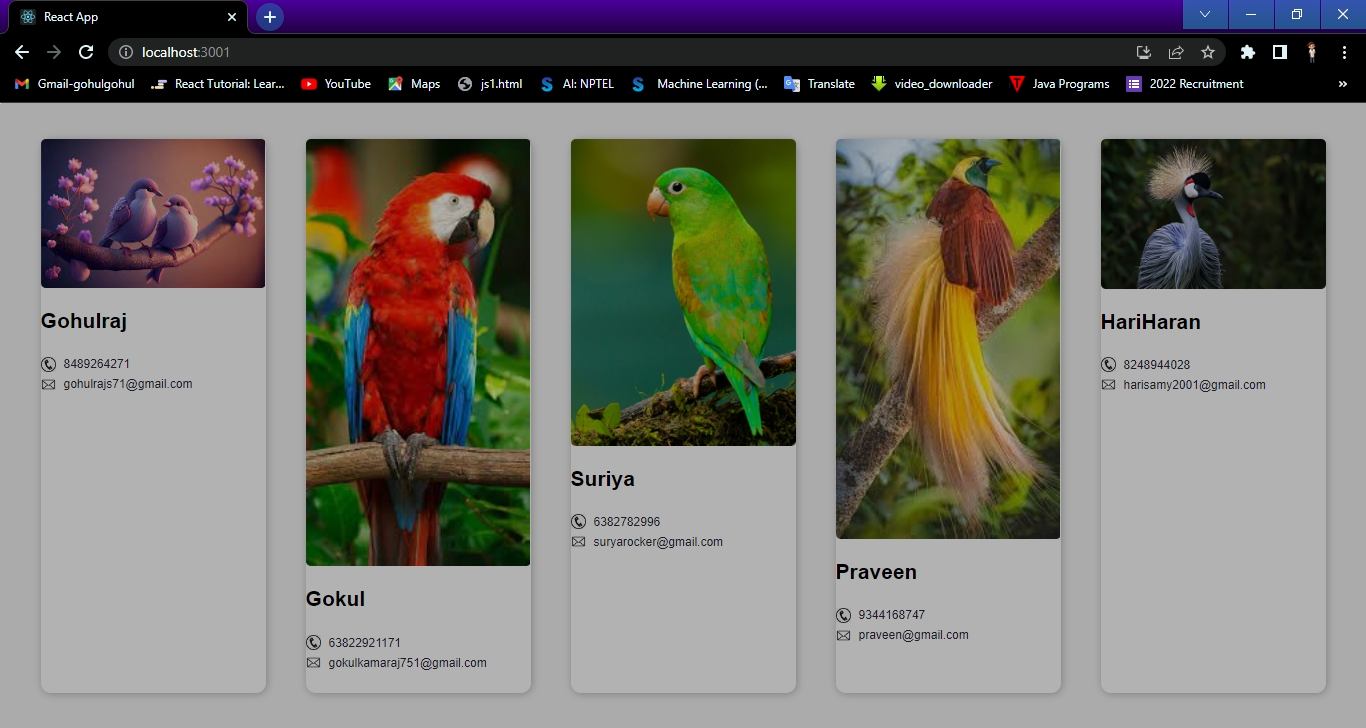 React App
localhost:3001
Gmail-gohulgohul
React Tutorial: Lear...
YouTube
Maps
js1.html
AI: NPTEL
Machine Learning (...
Translate
video_downloader
Java Programs
2022 Recruitment
»
Gohulraj
8489264271
gohulrajs71@gmail.com
Gokul
63822921171
gokulkamaraj751@gmail.com
Suriya
6382782996
suryarocker@gmail.com
Praveen
9344168747
praveen@gmail.com
HariHaran
8248944028
harisamy2001@gmail.com